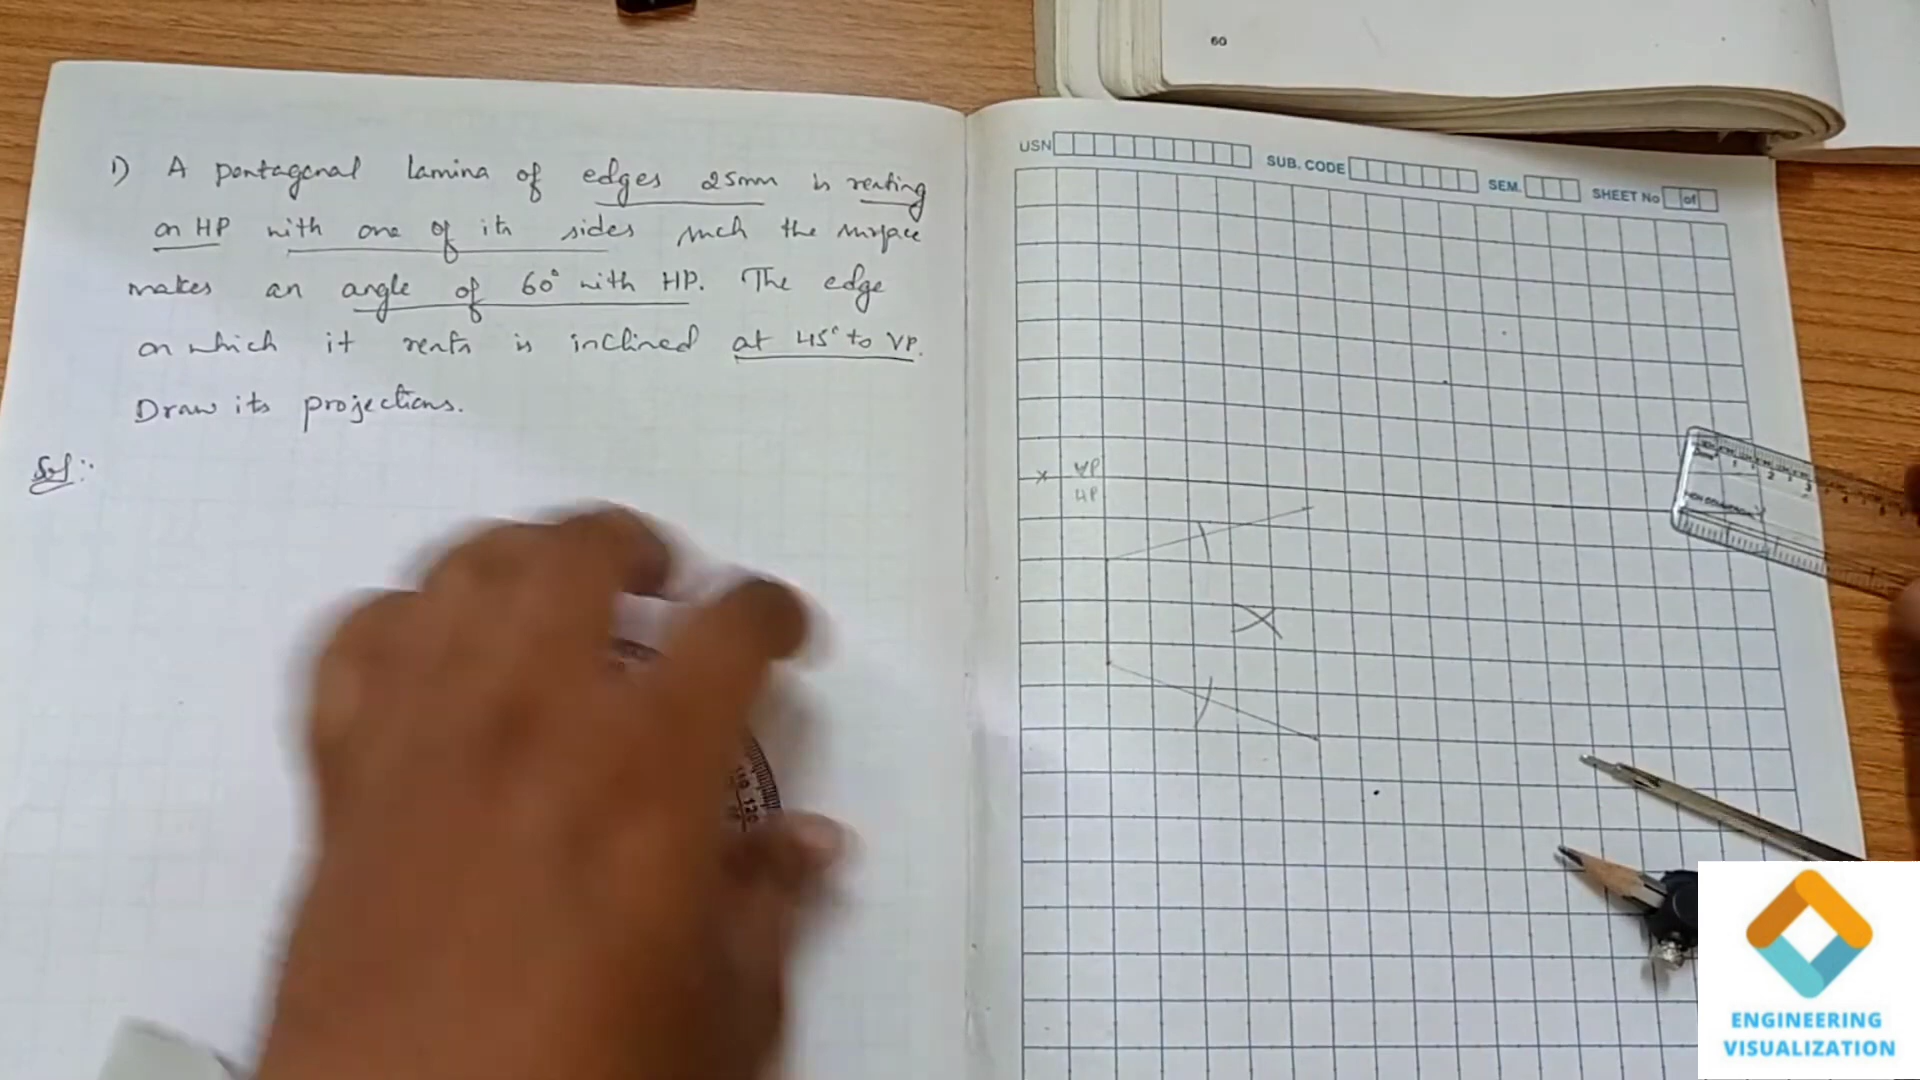 60
1) A pentagonal lamina of edges 25mm is resting
on HP with one of its sides such the surface
makes an angle of 60° with HP. The edge
on which it rests is inclined at 45° to VP.
Draw its projections.
Sol:
USN SUB. CODE SEM. SHEET No of
X VP
HP
110 120
ENGINEERING
VISUALIZATION